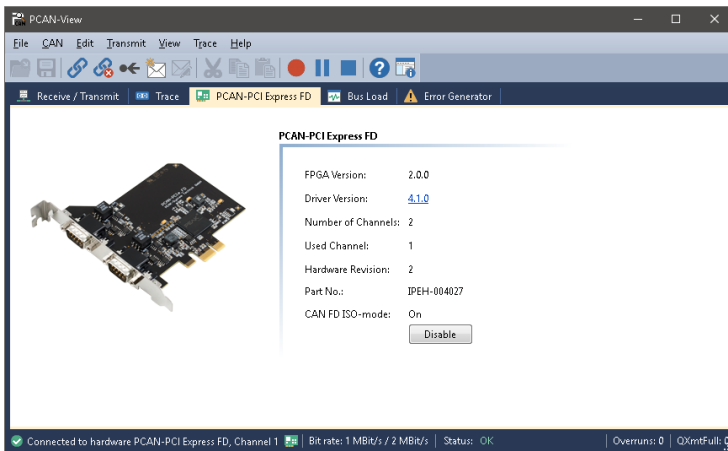 PCAN-View
File CAN Edit Transmit View Trace Help
Receive / Transmit Trace PCAN-PCI Express FD Bus Load Error Generator
PCAN-PCI Express FD
FPGA Version: 2.0.0
Driver Version: 4.1.0
Number of Channels: 2
Used Channel: 1
Hardware Revision: 2
Part No.: IPEH-004027
CAN FD ISO-mode: On
Disable
Connected to hardware PCAN-PCI Express FD, Channel 1 Bit rate: 1 MBit/s / 2 MBit/s Status: OK Overruns: 0 QXmtFull: 0